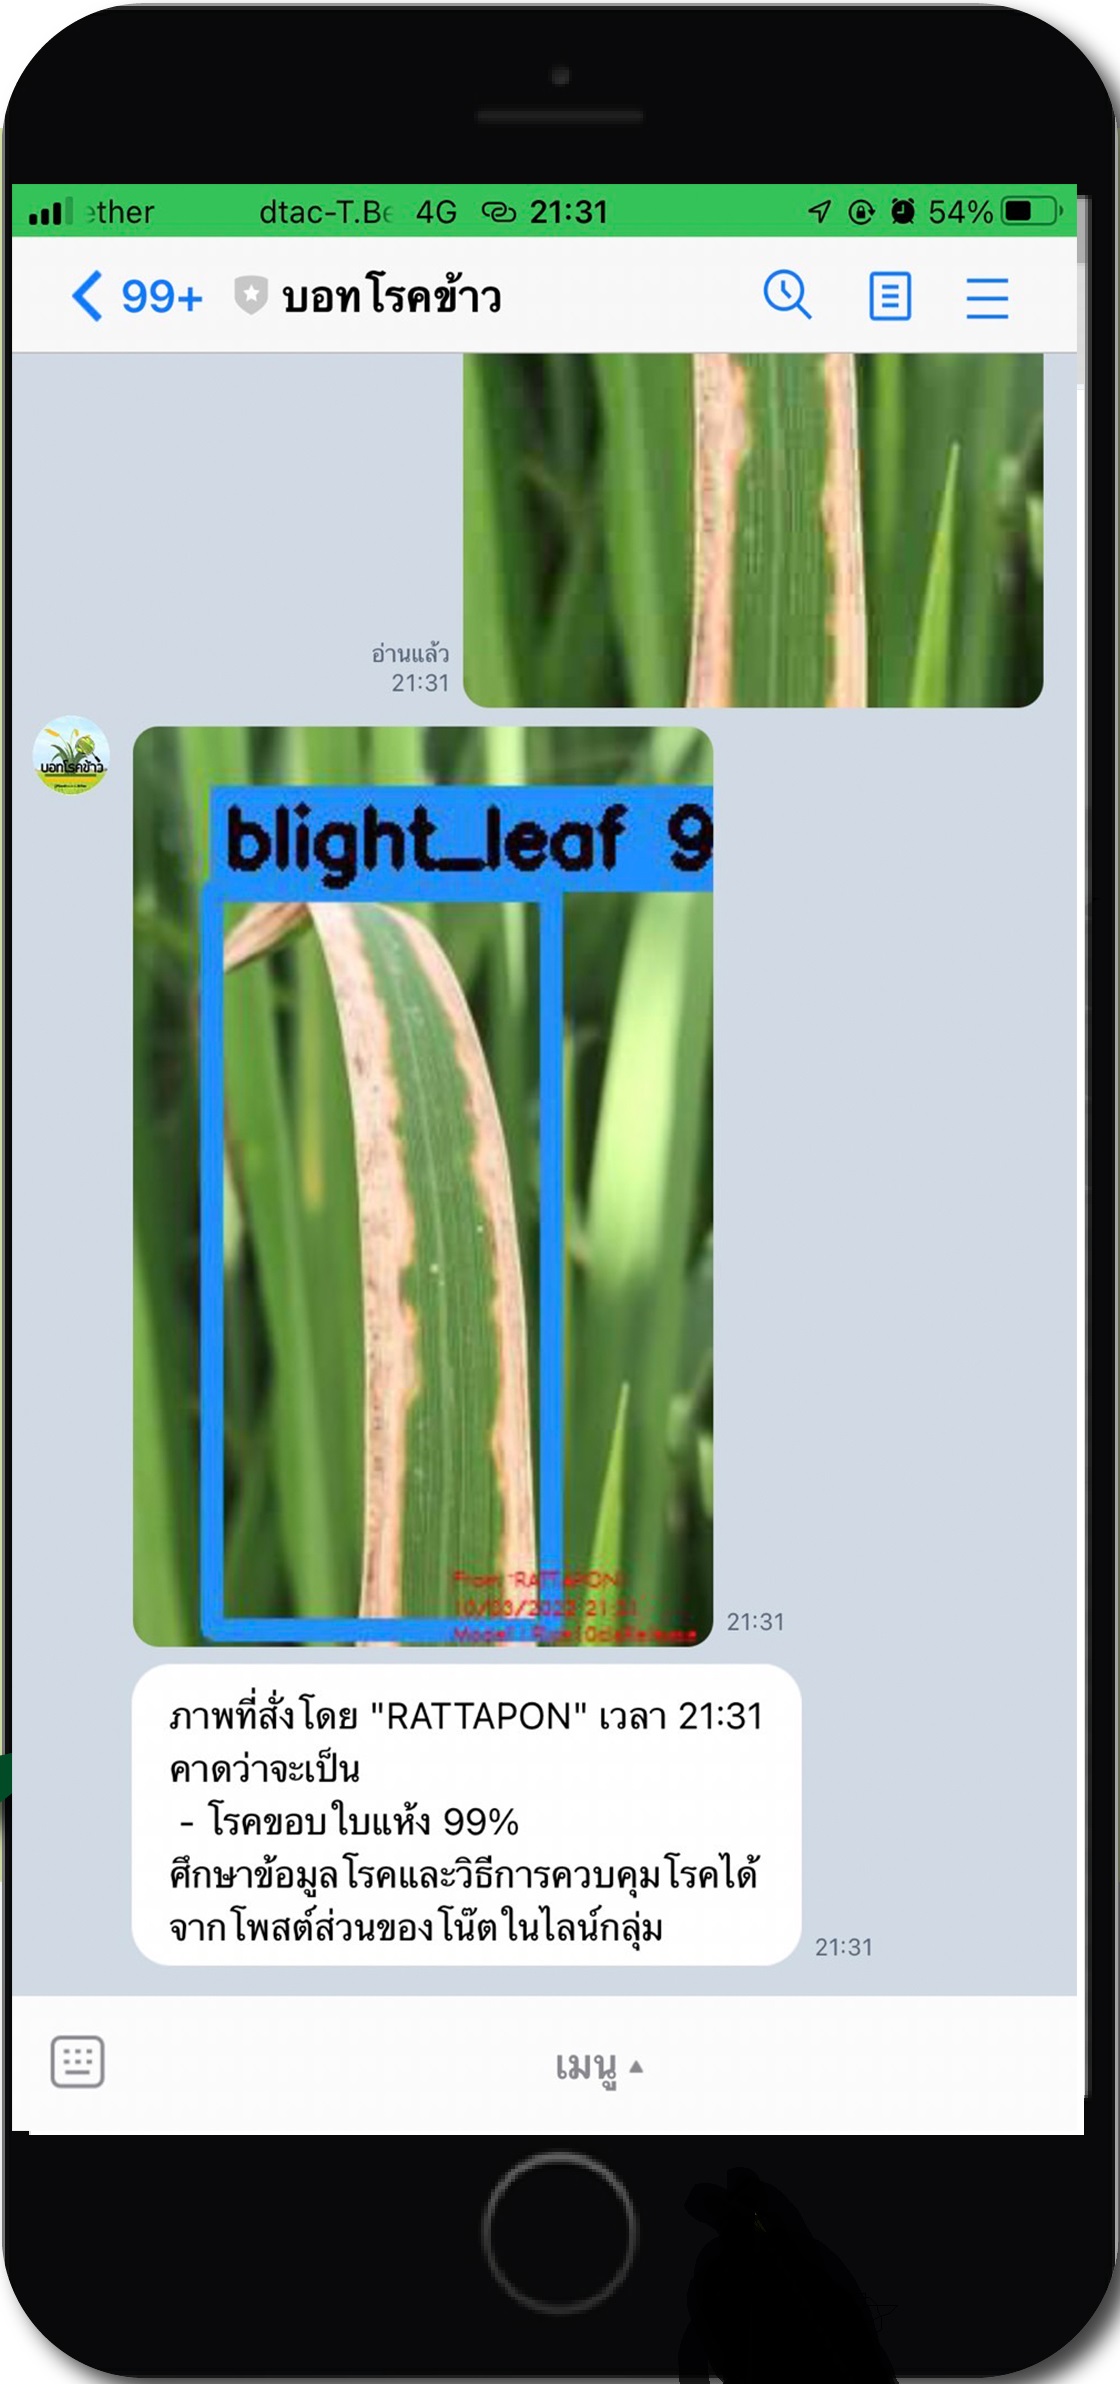 ether dtac-T.Be 4G 21:31 54%
99+ บอทโรคข้าว
อ่านแล้ว
21:31
บอทโรคข้าว
blight_leaf 9
From "RATTAPON"
10/03/2022 21:31
21:31
ภาพที่สั่งโดย "RATTAPON" เวลา 21:31
คาดว่าจะเป็น
- โรคขอบใบแห้ง 99%
ศึกษาข้อมูลโรคและวิธีการควบคุมโรคได้
จากโพสต์ส่วนของโน๊ตในไลน์กลุ่ม
21:31
เมนู